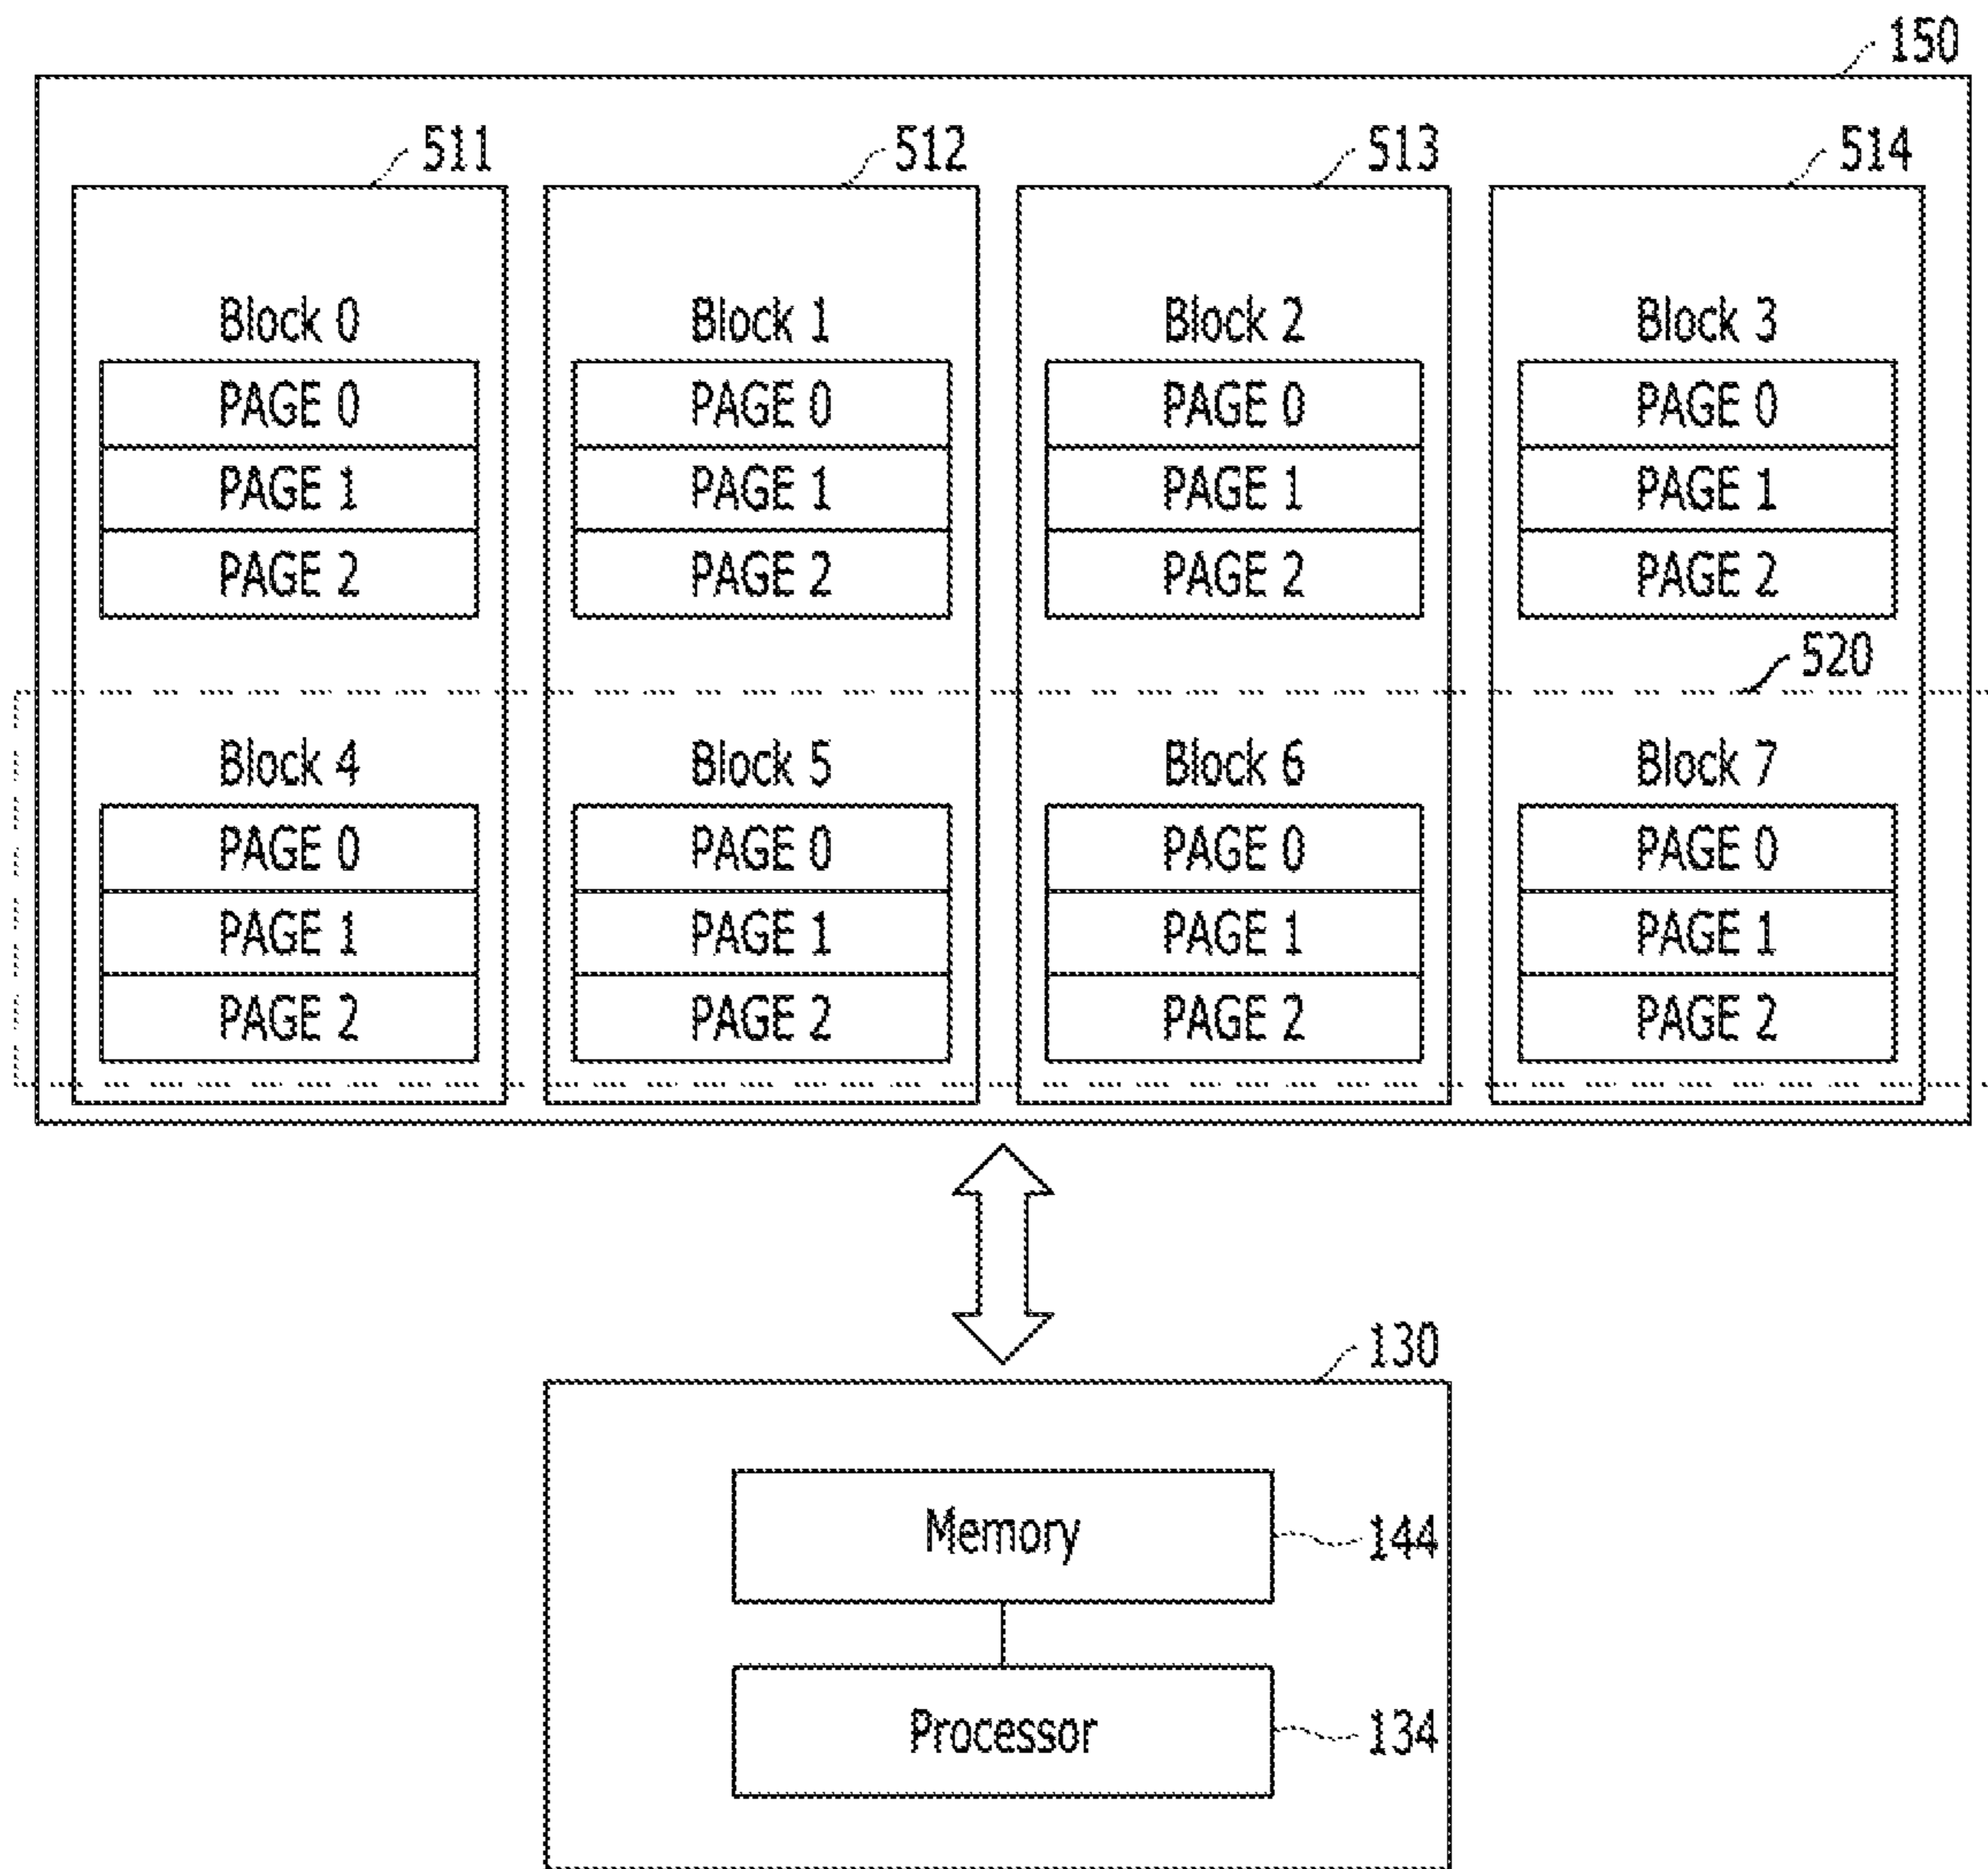 150
511 512 513 514
Block 0 Block 1 Block 2 Block 3
PAGE 0 PAGE 0 PAGE 0 PAGE 0
PAGE 1 PAGE 1 PAGE 1 PAGE 1
PAGE 2 PAGE 2 PAGE 2 PAGE 2
520
Block 4 Block 5 Block 6 Block 7
PAGE 0 PAGE 0 PAGE 0 PAGE 0
PAGE 1 PAGE 1 PAGE 1 PAGE 1
PAGE 2 PAGE 2 PAGE 2 PAGE 2
130
Memory 144
Processor 134